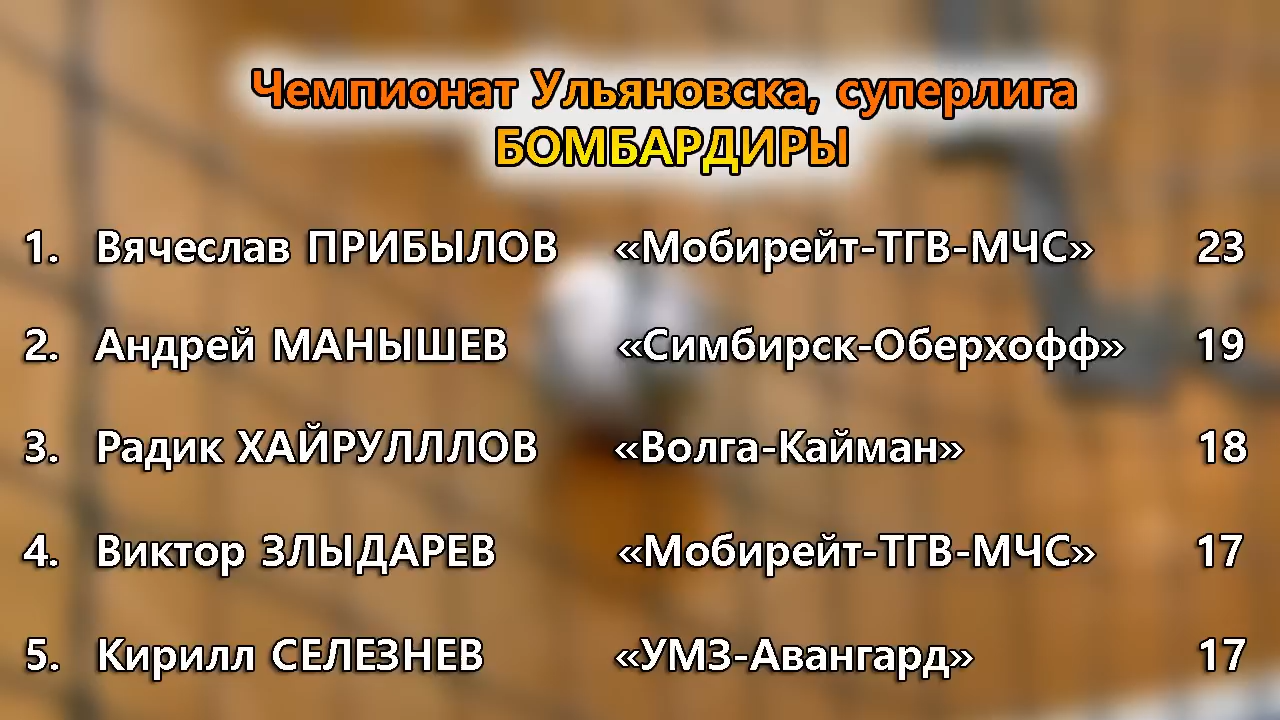 Чемпионат Ульяновска, суперлига
БОМБАРДИРЫ
1. Вячеслав ПРИБЫЛОВ «Мобирейт-ТГВ-МЧС» 23
2. Андрей МАНЫШЕВ «Симбирск-Оберхофф» 19
3. Радик ХАЙРУЛЛЛОВ «Волга-Кайман» 18
4. Виктор ЗЛЫДАРЕВ «Мобирейт-ТГВ-МЧС» 17
5. Кирилл СЕЛЕЗНЕВ «УМЗ-Авангард» 17